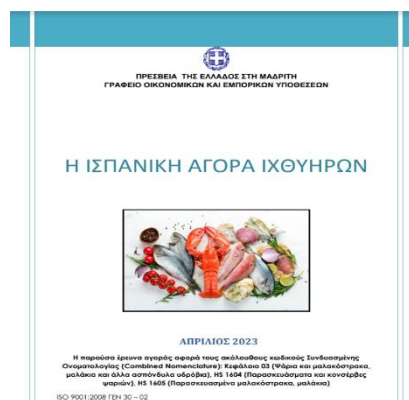 ΠΡΕΣΒΕΙΑ ΤΗΣ ΕΛΛΑΔΟΣ ΣΤΗ ΜΑΔΡΙΤΗ
ΓΡΑΦΕΙΟ ΟΙΚΟΝΟΜΙΚΩΝ ΚΑΙ ΕΜΠΟΡΙΚΩΝ ΥΠΟΘΕΣΕΩΝ
Η ΙΣΠΑΝΙΚΗ ΑΓΟΡΑ ΙΧΘΥΗΡΩΝ
ΑΠΡΙΛΙΟΣ 2023
Η παρούσα έρευνα αγοράς αφορά τους ακόλουθους κωδικούς Συνδυασμένης
Ονοματολογίας (Combined Nomenclature): Κεφάλαιο 03 (Ψάρια και μαλακόστρακα,
μαλάκια και άλλα ασπόνδυλα υδρόβια), HS 1604 (Παρασκευάσματα και κονσέρβες
ψαριών), HS 1605 (Παρασκευασμένα μαλακόστρακα, μαλάκια)
ISO 9001:2008 ΓΕΝ 30 – 02